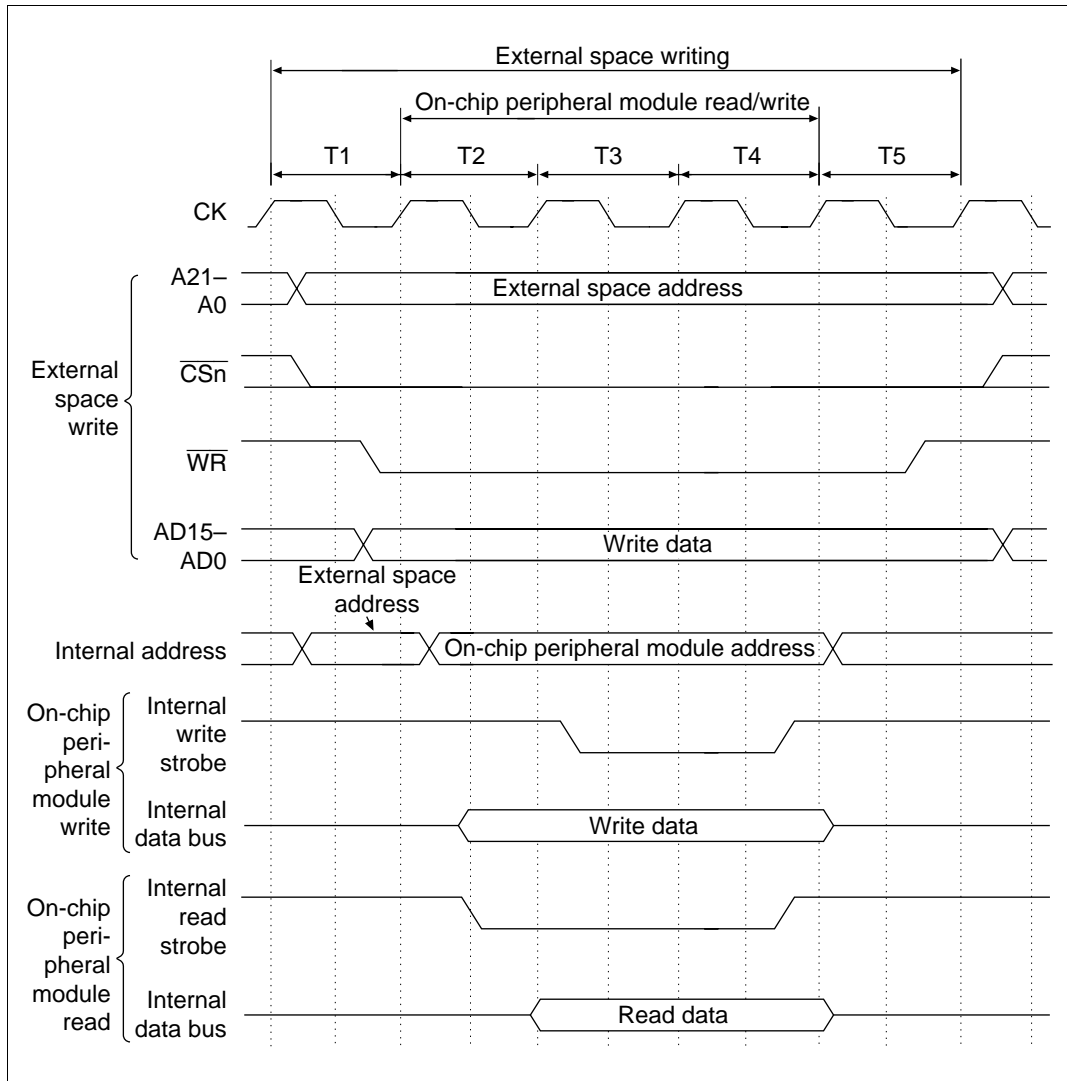 External space writing
On-chip peripheral module read/write
T1 T2 T3 T4 T5
CK
A21–
A0
External space address
CSn
External
space
write
WR
AD15–
AD0
Write data
External space
address
Internal address
On-chip peripheral module address
On-chip
peri-
pheral
module
write
Internal
write
strobe
Internal
data bus
Write data
On-chip
peri-
pheral
module
read
Internal
read
strobe
Internal
data bus
Read data